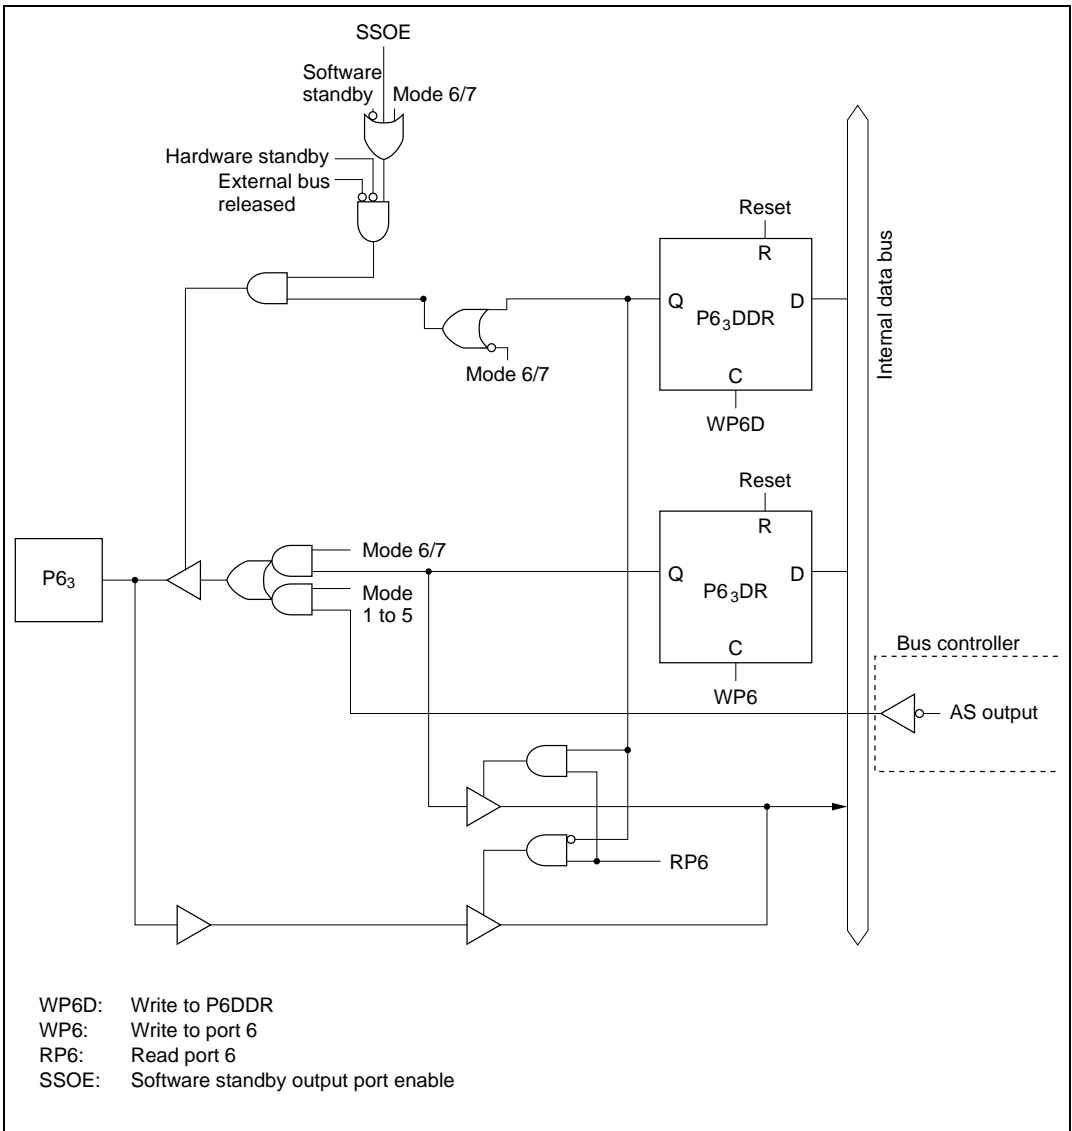 SSOE
Software
standby
Mode 6/7
Hardware standby
External bus
released
Reset
R
Q
D
P6₃DDR
C
WP6D
Internal data bus
Mode 6/7
Reset
R
Q
D
P6₃DR
C
WP6
P6₃
Mode 6/7
Mode
1 to 5
Bus controller
AS output
RP6
WP6D: Write to P6DDR
WP6: Write to port 6
RP6: Read port 6
SSOE: Software standby output port enable